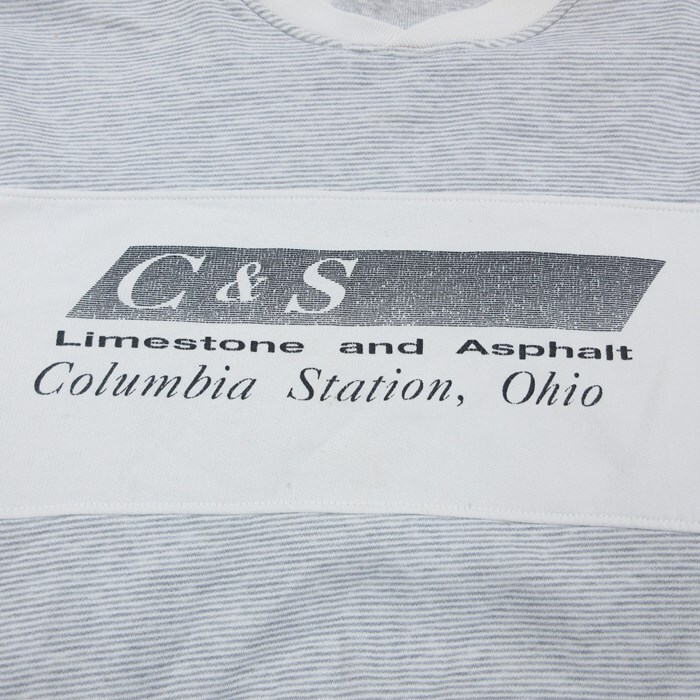 C & S
Limestone and Asphalt
Columbia Station, Ohio